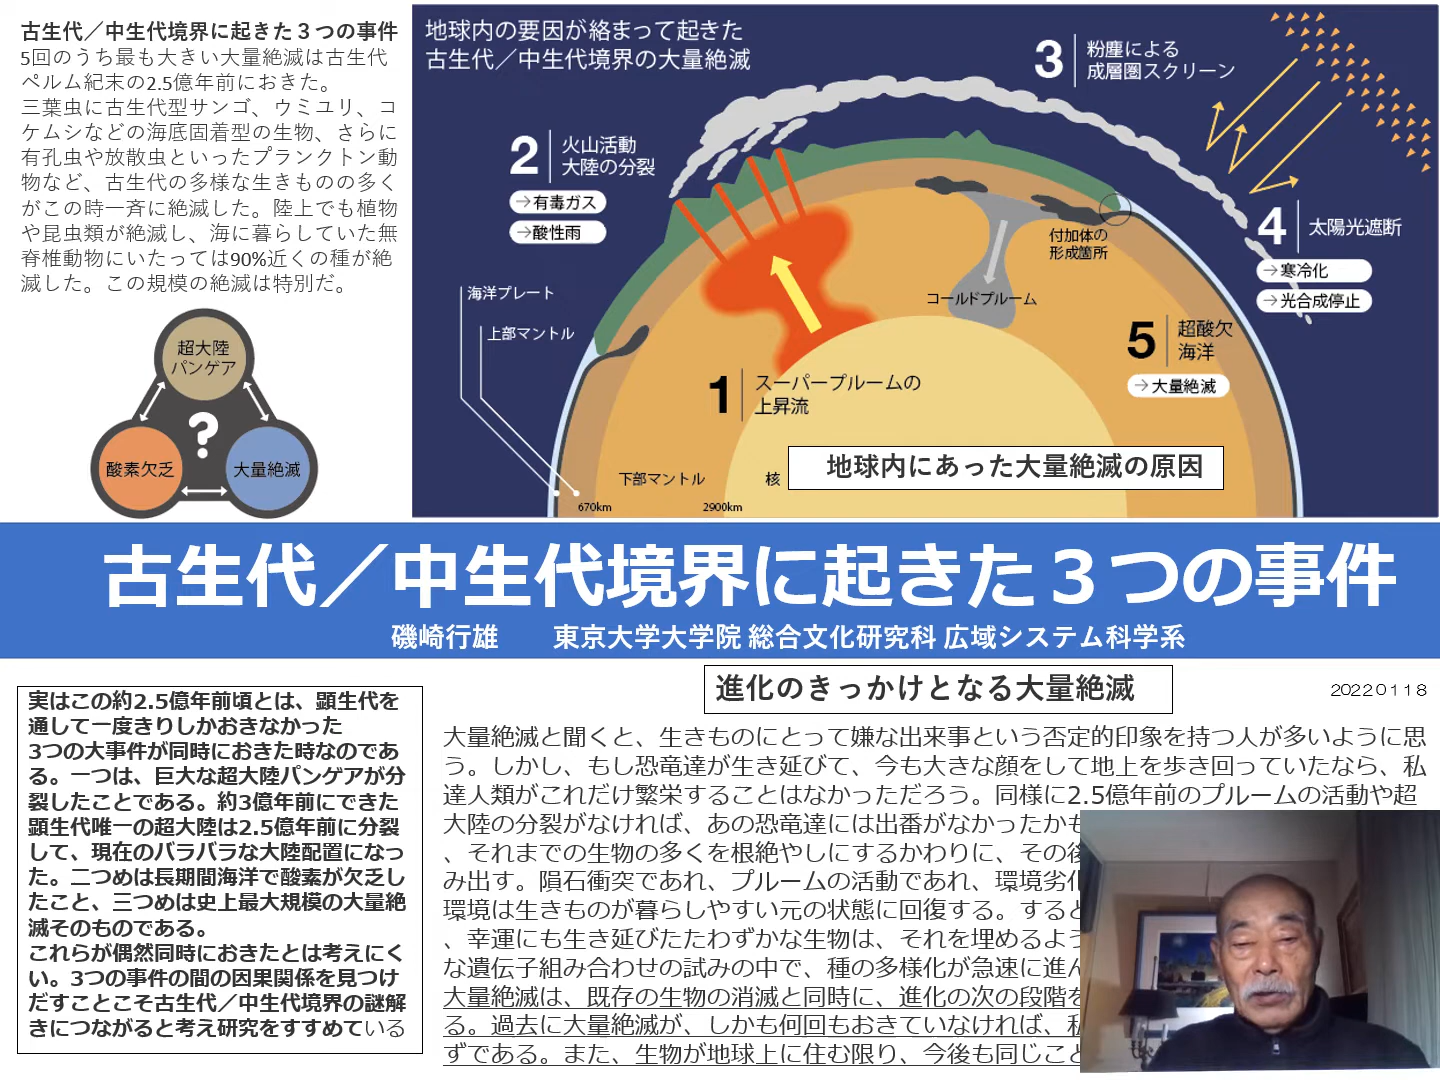 古生代／中生代境界に起きた３つの事件
5回のうち最も大きい大量絶滅は古生代
ペルム紀末の2.5億年前におきた。
三葉虫に古生代型サンゴ、ウミユリ、コ
ケムシなどの海底固着型の生物、さらに
有孔虫や放散虫といったプランクトン動
物など、古生代の多様な生きものの多く
がこの時一斉に絶滅した。陸上でも植物
や昆虫類が絶滅し、海に暮らしていた無
脊椎動物にいたっては90%近くの種が絶
滅した。この規模の絶滅は特別だ。
超大陸
パンゲア
?
酸素欠乏
大量絶滅
地球内の要因が絡まって起きた
古生代／中生代境界の大量絶滅
3
粉塵による
成層圏スクリーン
2
火山活動
大陸の分裂
→有毒ガス
→酸性雨
4
太陽光遮断
→寒冷化
→光合成停止
付加体の
形成箇所
コールドプルーム
海洋プレート
上部マントル
5
超酸欠
海洋
→大量絶滅
1
スーパープルームの
上昇流
下部マントル
核
670km
2900km
地球内にあった大量絶滅の原因
古生代／中生代境界に起きた３つの事件
磯崎行雄　東京大学大学院 総合文化研究科 広域システム科学系
進化のきっかけとなる大量絶滅
20220118
実はこの約2.5億年前頃とは、顕生代を
通して一度きりしかおきなかった
3つの大事件が同時におきた時なのであ
る。一つは、巨大な超大陸パンゲアが分
裂したことである。約3億年前にできた
顕生代唯一の超大陸は2.5億年前に分裂
して、現在のバラバラな大陸配置になっ
た。二つめは長期間海洋で酸素が欠乏し
たこと、三つめは史上最大規模の大量絶
滅そのものである。
これらが偶然同時におきたとは考えにく
い。3つの事件の間の因果関係を見つけ
だすことこそ古生代／中生代境界の謎解
きにつながると考え研究をすすめている
大量絶滅と聞くと、生きものにとって嫌な出来事という否定的印象を持つ人が多いように思
う。しかし、もし恐竜達が生き延びて、今も大きな顔をして地上を歩き回っていたなら、私
達人類がこれだけ繁栄することはなかっただろう。同様に2.5億年前のプルームの活動や超
大陸の分裂がなければ、あの恐竜達には出番がなかったかも
、それまでの生物の多くを根絶やしにするかわりに、その後
み出す。隕石衝突であれ、プルームの活動であれ、環境劣化
環境は生きものが暮らしやすい元の状態に回復する。すると
、幸運にも生き延びたたわずかな生物は、それを埋めるよう
な遺伝子組み合わせの試みの中で、種の多様化が急速に進ん
大量絶滅は、既存の生物の消滅と同時に、進化の次の段階を
る。過去に大量絶滅が、しかも何回もおきていなければ、私
ずである。また、生物が地球上に住む限り、今後も同じこと